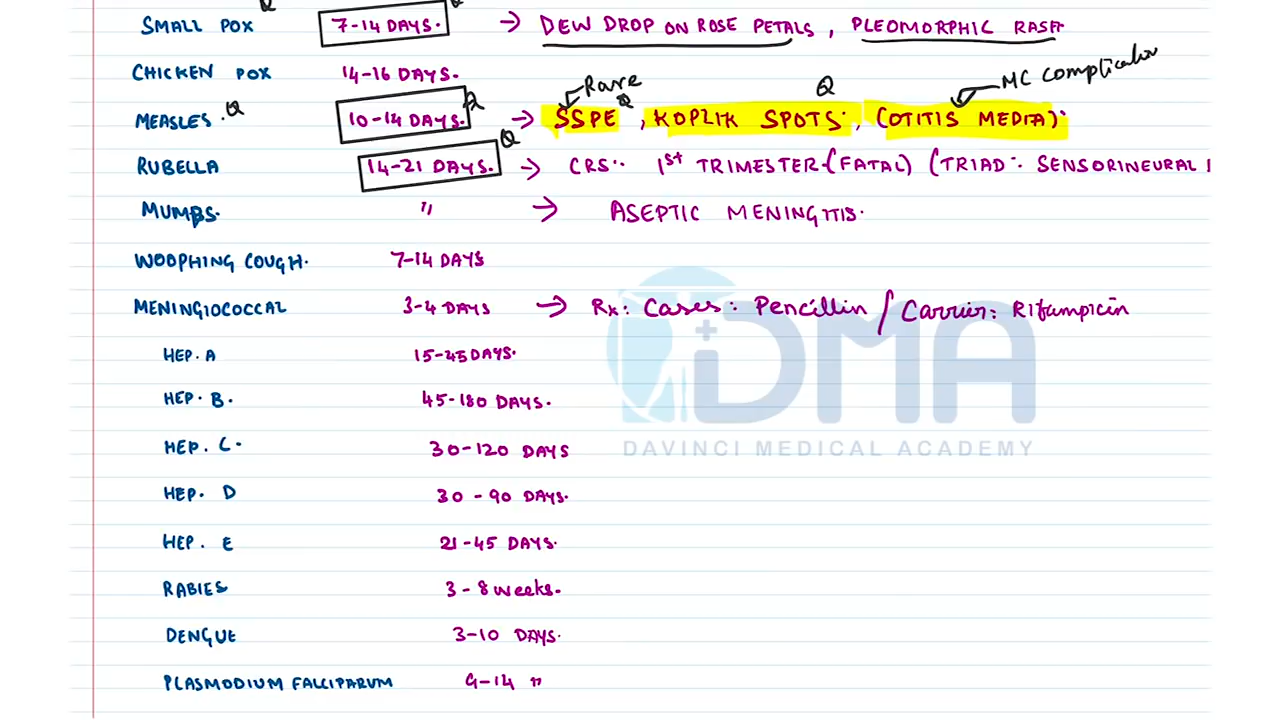 Q Q
SMALL POX 7-14 DAYS. → DEW DROP ON ROSE PETALS, PLEOMORPHIC RASH
CHICKEN POX 14-16 DAYS.
Rare Q MC complication
MEASLES. Q 10-14 DAYS. Q → SSPE Q, KOPLIK SPOTS, (OTITIS MEDIA)
RUBELLA 14-21 DAYS. Q → CRS: 1st TRIMESTER (FATAL) (TRIAD: SENSORINEURAL
MUMPS. " → ASEPTIC MENINGITIS.
WOOPHING COUGH. 7-14 DAYS
MENINGIOCOCCAL 3-4 DAYS → Rx: Cases: Pencillin / Carrier: Rifampicin
HEP. A 15-45 DAYS.
HEP. B. 45-180 DAYS.
HEP. C. 30-120 DAYS
HEP. D 30-90 DAYS.
HEP. E 21-45 DAYS.
RABIES 3-8 weeks.
DENGUE 3-10 DAYS.
PLASMODIUM FALCIPARUM 9-14 "
DMA
DAVINCI MEDICAL ACADEMY